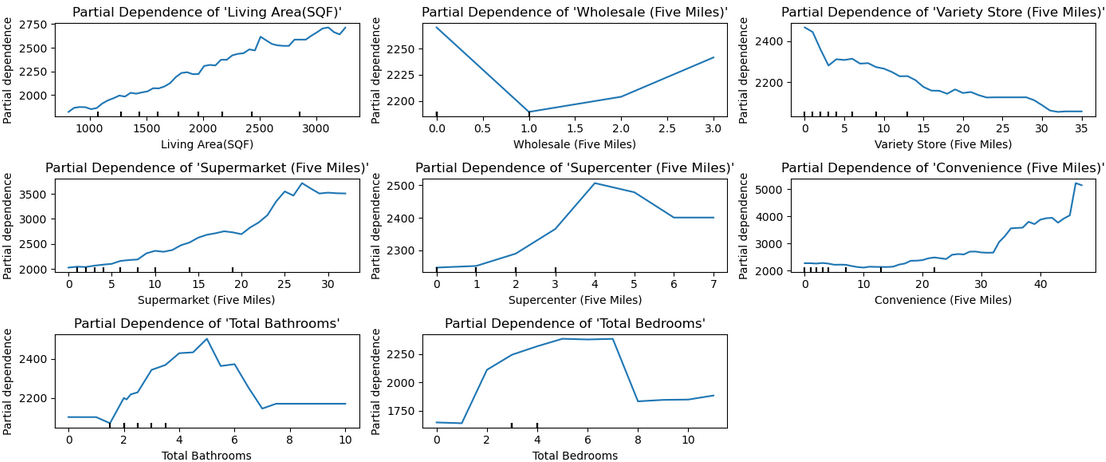 Partial Dependence of 'Living Area(SQF)'
Partial dependence
2750
2500
2250
2000
1000 1500 2000 2500 3000
Living Area(SQF)
Partial Dependence of 'Wholesale (Five Miles)'
Partial dependence
2250
2225
2200
0.0 0.5 1.0 1.5 2.0 2.5 3.0
Wholesale (Five Miles)
Partial Dependence of 'Variety Store (Five Miles)'
Partial dependence
2400
2200
0 5 10 15 20 25 30 35
Variety Store (Five Miles)
Partial Dependence of 'Supermarket (Five Miles)'
Partial dependence
3500
3000
2500
2000
0 5 10 15 20 25 30
Supermarket (Five Miles)
Partial Dependence of 'Supercenter (Five Miles)'
Partial dependence
2500
2400
2300
0 1 2 3 4 5 6 7
Supercenter (Five Miles)
Partial Dependence of 'Convenience (Five Miles)'
Partial dependence
5000
4000
3000
2000
0 10 20 30 40
Convenience (Five Miles)
Partial Dependence of 'Total Bathrooms'
Partial dependence
2400
2200
0 2 4 6 8 10
Total Bathrooms
Partial Dependence of 'Total Bedrooms'
Partial dependence
2250
2000
1750
0 2 4 6 8 10
Total Bedrooms